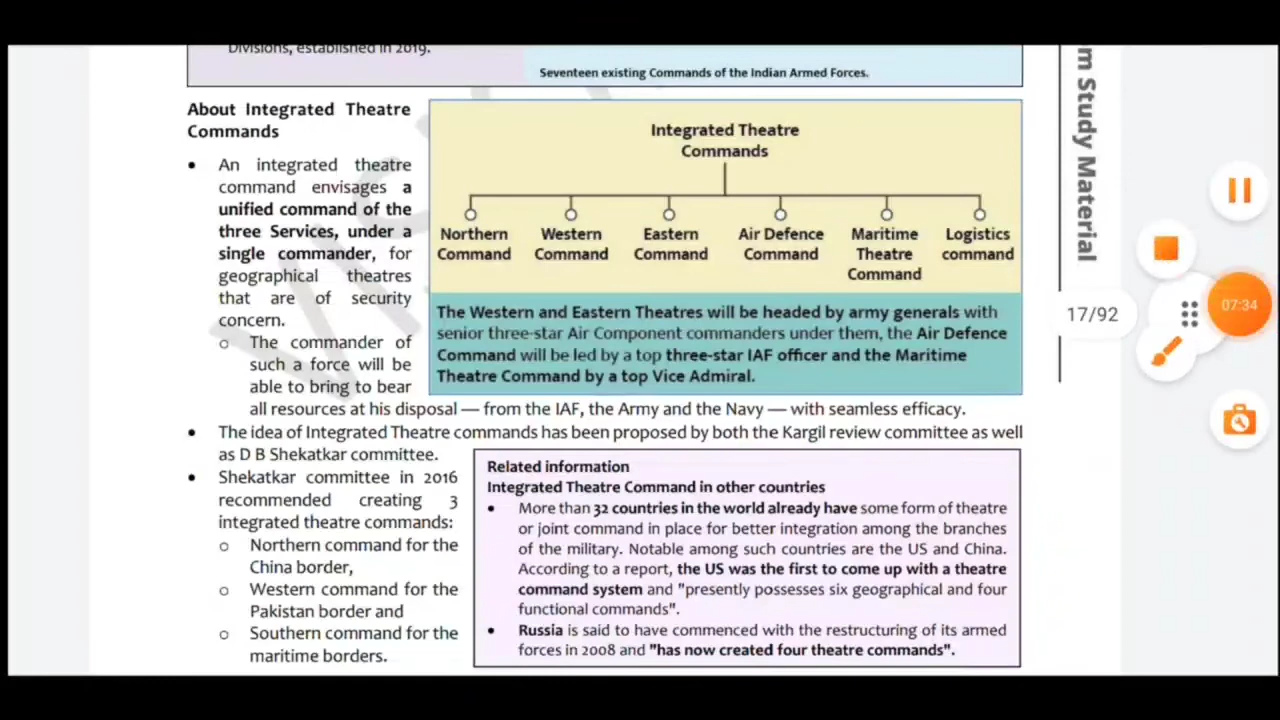 Divisions, established in 2019.
Seventeen existing Commands of the Indian Armed Forces.
About Integrated Theatre
Commands
• An integrated theatre
command envisages a
unified command of the
three Services, under a
single commander, for
geographical theatres
that are of security
concern.
o The commander of
such a force will be
able to bring to bear
all resources at his disposal — from the IAF, the Army and the Navy — with seamless efficacy.
Integrated Theatre
Commands
Northern
Command
Western
Command
Eastern
Command
Air Defence
Command
Maritime
Theatre
Command
Logistics
command
The Western and Eastern Theatres will be headed by army generals with
senior three-star Air Component commanders under them, the Air Defence
Command will be led by a top three-star IAF officer and the Maritime
Theatre Command by a top Vice Admiral.
• The idea of Integrated Theatre commands has been proposed by both the Kargil review committee as well
as D B Shekatkar committee.
• Shekatkar committee in 2016
recommended creating 3
integrated theatre commands:
o Northern command for the
China border,
o Western command for the
Pakistan border and
o Southern command for the
maritime borders.
Related information
Integrated Theatre Command in other countries
• More than 32 countries in the world already have some form of theatre
or joint command in place for better integration among the branches
of the military. Notable among such countries are the US and China.
According to a report, the US was the first to come up with a theatre
command system and "presently possesses six geographical and four
functional commands".
• Russia is said to have commenced with the restructuring of its armed
forces in 2008 and "has now created four theatre commands".
m Study Material
17/92
07:34